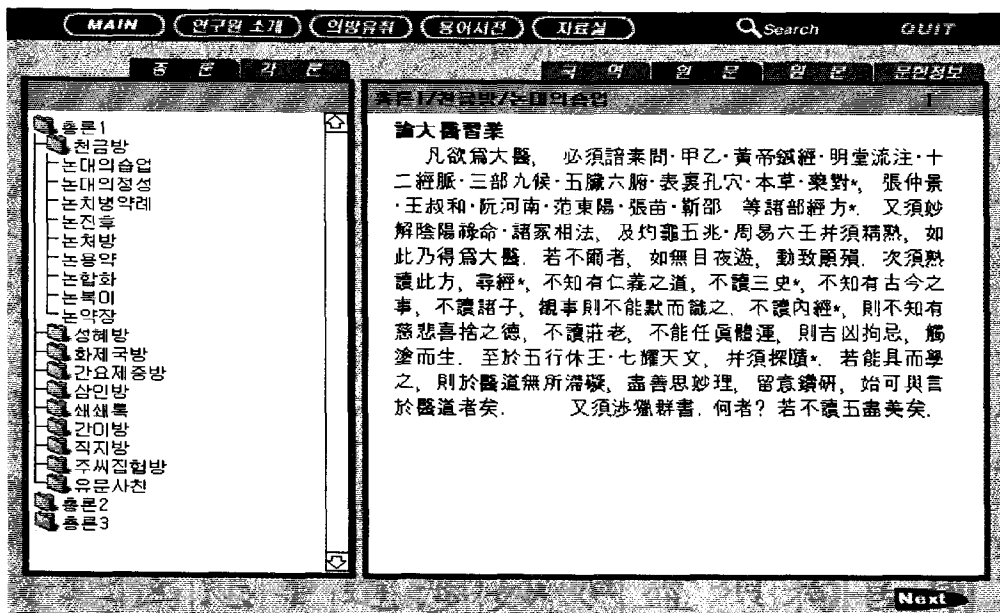 MAIN 연구원 소개 의방유취 용어사전 자료실 Search QUIT
총 론 각 론
국 역 원 문 원 문 문헌정보
총론1/천금방/논대의습업 1
총론1
천금방
논대의습업
논대의정성
논치병약례
논진후
논처방
논용약
논합화
논복이
논약장
성혜방
화제국방
간요제중방
삼인방
쇄쇄록
간이방
직지방
주씨집험방
유문사친
총론2
총론3
論大醫習業
凡欲爲大醫, 必須諳素問·甲乙·黃帝鍼經·明堂流注·十
二經脈·三部九候·五臟六腑·表裏孔穴·本草·藥對*, 張仲景
·王叔和·阮河南·范東陽·張苗·靳邵 等諸部經方*. 又須妙
解陰陽祿命·諸家相法, 及灼龜五兆·周易六壬幷須精熟, 如
此乃得爲大醫. 若不爾者, 如無目夜遊, 動致顚殞. 次須熟
讀此方, 尋經*, 不知有仁義之道, 不讀三史*, 不知有古今之
事, 不讀諸子, 覩事則不能默而識之. 不讀內經*, 則不知有
慈悲喜捨之德, 不讀莊老, 不能任眞體運, 則吉凶拘忌, 觸
塗而生. 至於五行休王·七耀天文, 幷須探賾*. 若能具而學
之, 則於醫道無所滯礙, 盡善思妙理, 留意鑽硏, 始可與言
於醫道者矣. 又須涉獵群書. 何者? 若不讀五盡美矣.
Next